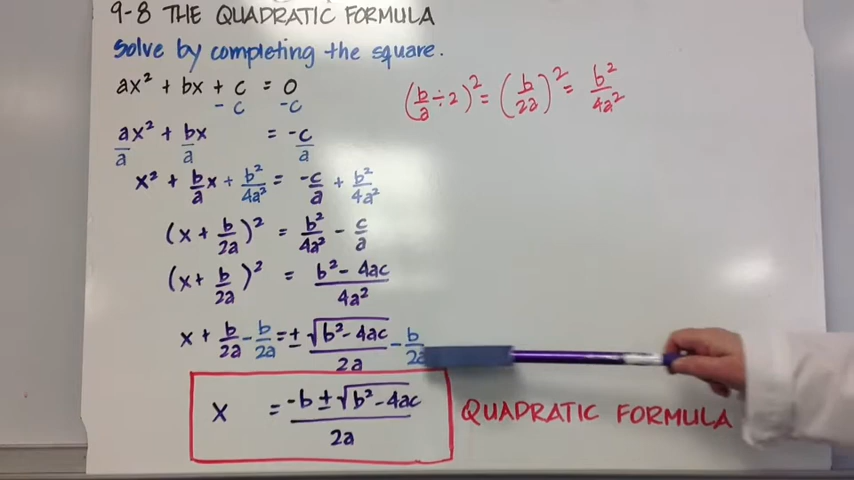 9-8 THE QUADRATIC FORMULA
Solve by completing the square.
ax² + bx + c = 0
- c -c
(b/a ÷ 2)² = (b/2a)² = b²/4a²
ax²/a + bx/a = -c/a
x² + b/a x + b²/4a² = -c/a + b²/4a²
(x + b/2a)² = b²/4a² - c/a
(x + b/2a)² = b² - 4ac/4a²
x + b/2a - b/2a = ± √b² - 4ac/2a - b/2a
x = -b ± √b² - 4ac/2a
QUADRATIC FORMULA